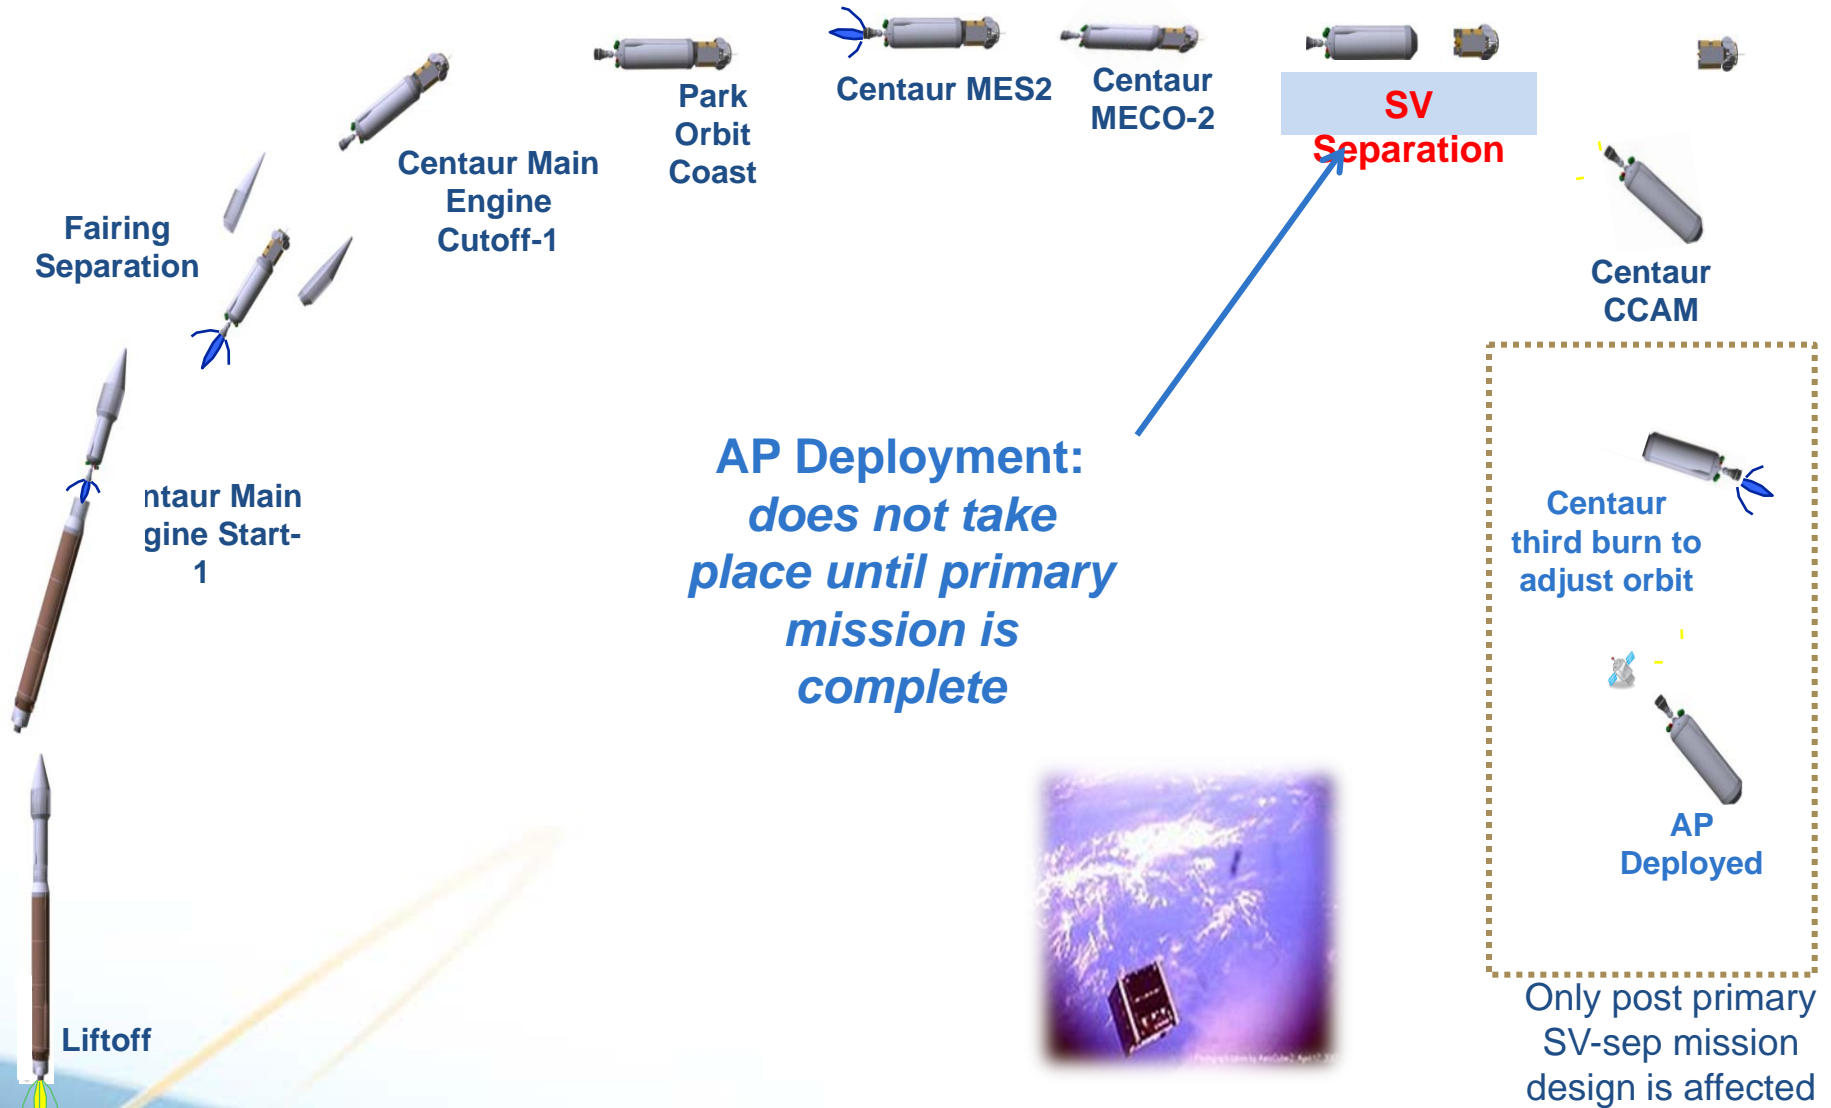 Liftoff
ntaur Main
gine Start-
1
Fairing
Separation
Centaur Main
Engine
Cutoff-1
Park
Orbit
Coast
Centaur MES2
Centaur
MECO-2
SV
Separation
Centaur
CCAM
Centaur
third burn to
adjust orbit
AP
Deployed
Only post primary
SV-sep mission
design is affected
AP Deployment:
does not take
place until primary
mission is
complete